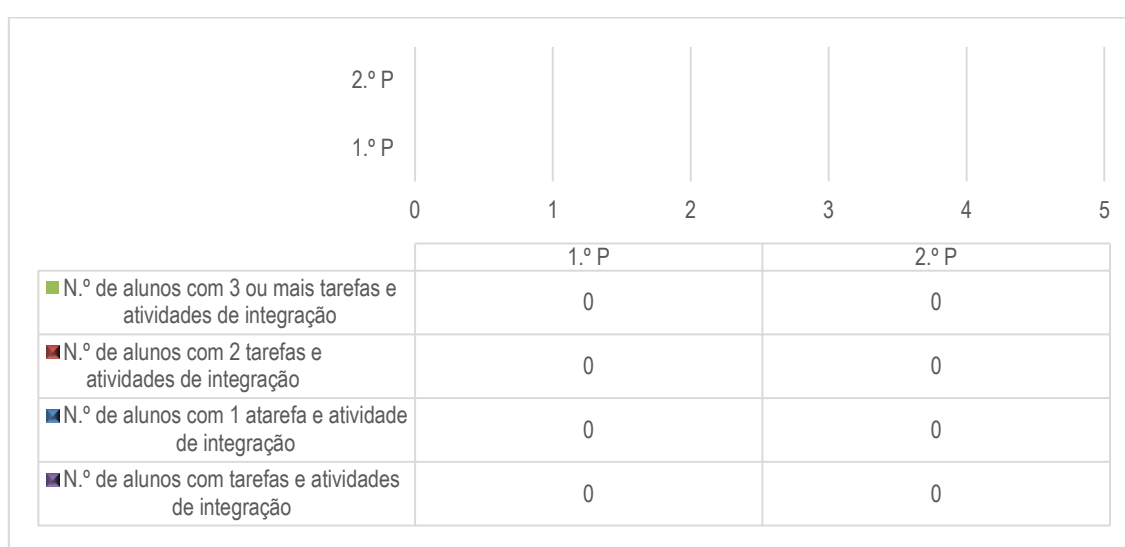 2.º P
1.º P
0 1 2 3 4 5
1.º P 2.º P
N.º de alunos com 3 ou mais tarefas e
atividades de integração
0 0
N.º de alunos com 2 tarefas e
atividades de integração
0 0
N.º de alunos com 1 atarefa e atividade
de integração
0 0
N.º de alunos com tarefas e atividades
de integração
0 0